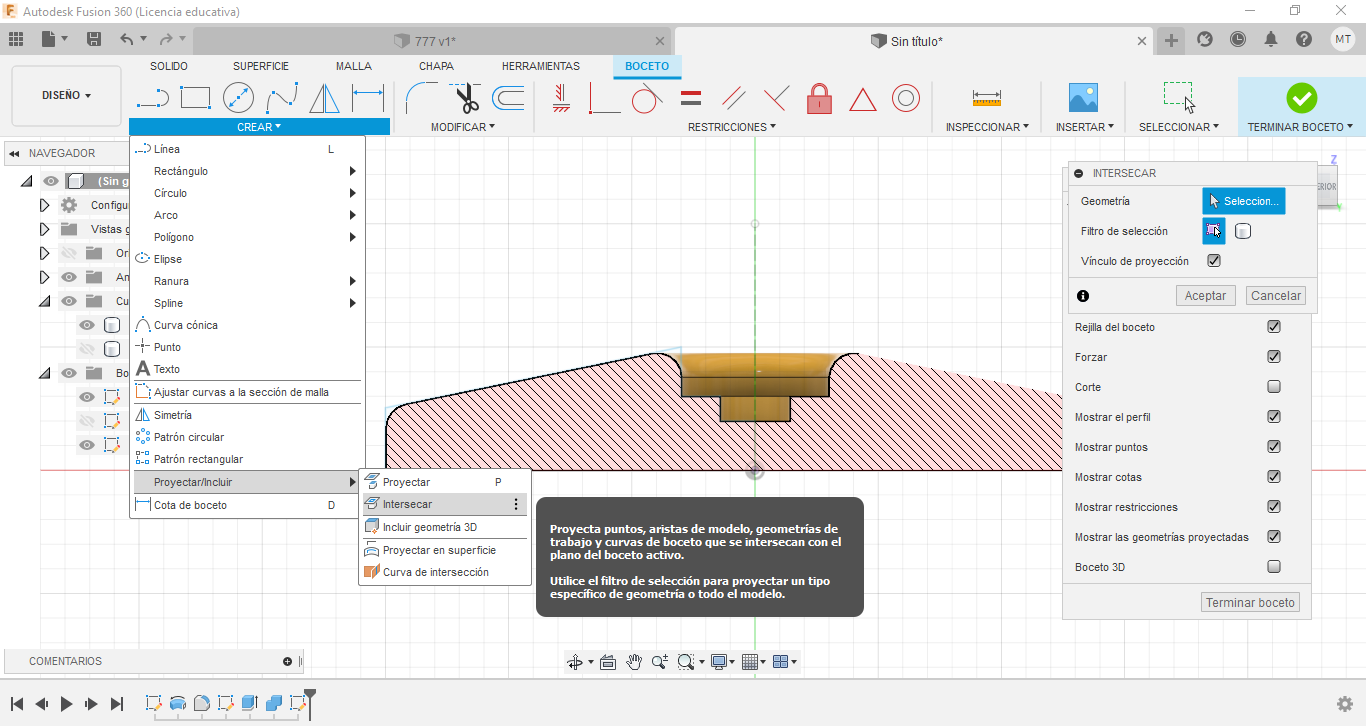 Autodesk Fusion 360 (Licencia educativa)
777 v1*
Sin título*
MT
DISEÑO
SOLIDO
SUPERFICIE
MALLA
CHAPA
HERRAMIENTAS
BOCETO
CREAR
MODIFICAR
RESTRICCIONES
INSPECCIONAR
INSERTAR
SELECCIONAR
TERMINAR BOCETO
NAVEGADOR
(Sin g
Configu
Vistas g
Or
An
Cu
Bo
Línea L
Rectángulo
Círculo
Arco
Polígono
Elipse
Ranura
Spline
Curva cónica
Punto
Texto
Ajustar curvas a la sección de malla
Simetría
Patrón circular
Patrón rectangular
Proyectar/Incluir
Cota de boceto D
Proyectar P
Intersecar
Incluir geometría 3D
Proyectar en superficie
Curva de intersección
Proyecta puntos, aristas de modelo, geometrías de
trabajo y curvas de boceto que se intersecan con el
plano del boceto activo.
Utilice el filtro de selección para proyectar un tipo
específico de geometría o todo el modelo.
Z
RIOR
INTERSECAR
Geometría Seleccion...
Filtro de selección
Vínculo de proyección
Aceptar Cancelar
Rejilla del boceto
Forzar
Corte
Mostrar el perfil
Mostrar puntos
Mostrar cotas
Mostrar restricciones
Mostrar las geometrías proyectadas
Boceto 3D
Terminar boceto
COMENTARIOS